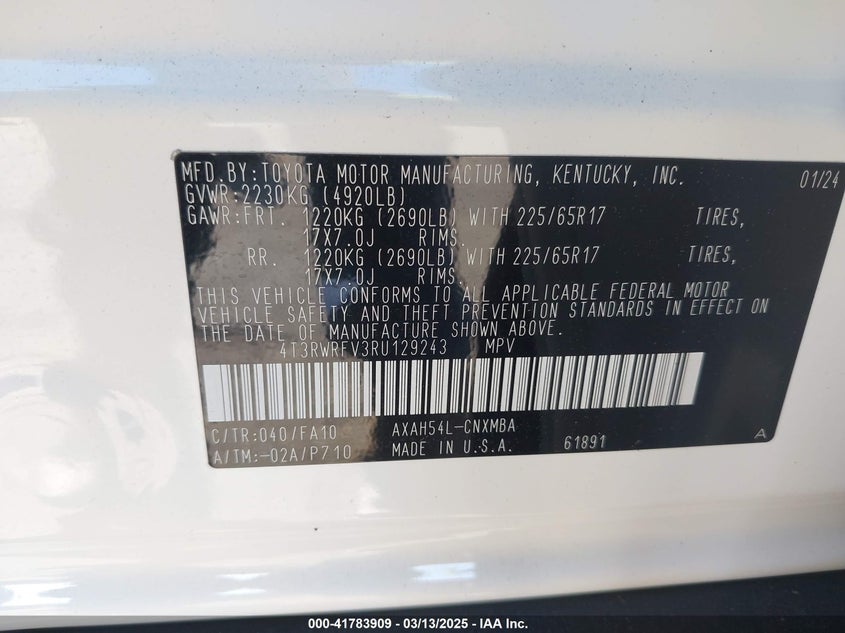 MFD. BY: TOYOTA MOTOR MANUFACTURING, KENTUCKY, INC. 01/24
GVWR: 2230KG (4920LB)
GAWR: FRT. 1220KG (2690LB) WITH 225/65R17 TIRES,
17X7.0J RIMS.
RR. 1220KG (2690LB) WITH 225/65R17 TIRES,
17X7.0J RIMS.
THIS VEHICLE CONFORMS TO ALL APPLICABLE FEDERAL MOTOR
VEHICLE SAFETY AND THEFT PREVENTION STANDARDS IN EFFECT ON
THE DATE OF MANUFACTURE SHOWN ABOVE.
4T3RWRFV3RU129243 MPV
C/TR: 040/FA10 AXAH54L-CNXMBA
A/TM: -02A/P710 MADE IN U.S.A. 61891 A
000-41783909 / 03/13/2025 - IAA Inc.